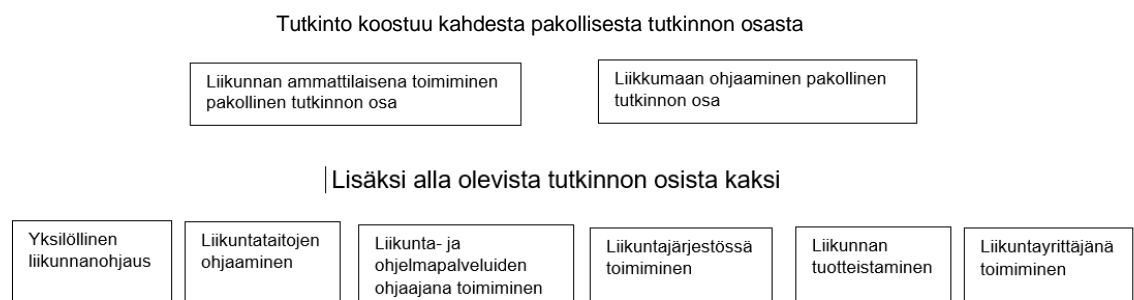 Tutkinto koostuu kahdesta pakollisesta tutkinnon osasta
Liikunnan ammattilaisena toimiminen
pakollinen tutkinnon osa
Liikkumaan ohjaaminen pakollinen
tutkinnon osa
Lisäksi alla olevista tutkinnon osista kaksi
Yksilöllinen
liikunnanohjaus
Liikuntataitojen
ohjaaminen
Liikunta- ja
ohjelmapalveluiden
ohjaajana toimiminen
Liikuntajärjestössä
toimiminen
Liikunnan
tuotteistaminen
Liikuntayrittäjänä
toimiminen